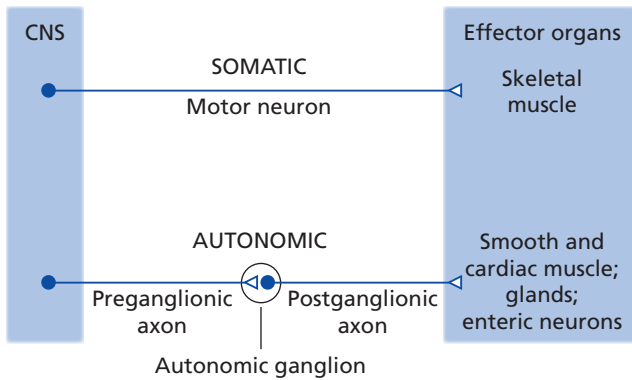 CNS
Effector organs
SOMATIC
Motor neuron
Skeletal
muscle
AUTONOMIC
Preganglionic
axon
Postganglionic
axon
Autonomic ganglion
Smooth and
cardiac muscle;
glands;
enteric neurons